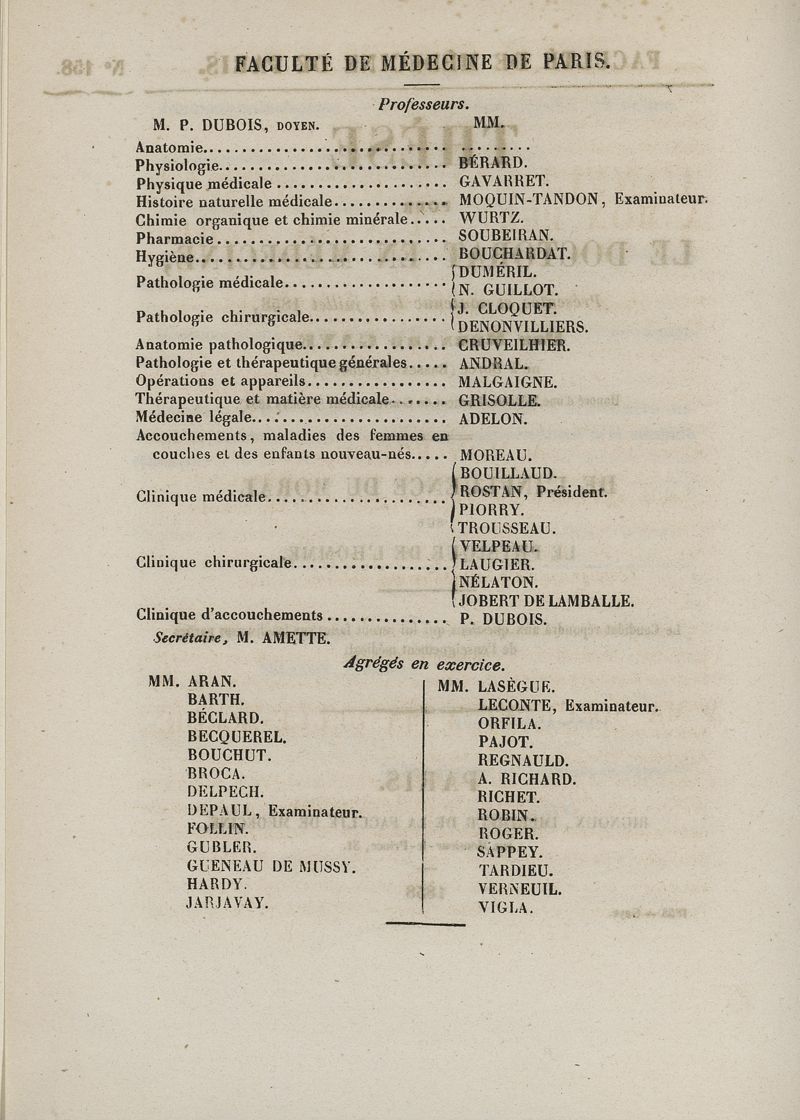 FACULTÉ DE MÉDECINE DE PARIS.
Professeurs.
M. P. DUBOIS, DOYEN. MM.
Anatomie.............................. .........
Physiologie............................ BÉRARD.
Physique médicale ..................... GAVARRET.
Histoire naturelle médicale.............. MOQUIN-TANDON, Examinateur.
Chimie organique et chimie minérale..... WURTZ.
Pharmacie............................ SOUBEIRAN.
Hygiène............................... BOUCHARDAT.
Pathologie médicale.................... DUMÉRIL.
N. GUILLOT.
Pathologie chirurgicale................. J. CLOQUET.
DENONVILLIERS.
Anatomie pathologique.................. CRUVEILHIER.
Pathologie et thérapeutique générales..... ANDRAL.
Opérations et appareils................. MALGAIGNE.
Thérapeutique et matière médicale....... GRISOLLE.
Médecine légale........................ ADELON.
Accouchements, maladies des femmes en
couches et des enfants nouveau-nés..... MOREAU.
Clinique médicale...................... BOUILLAUD.
ROSTAN, Président.
PIORRY.
TROUSSEAU.
Clinique chirurgicale................... VELPEAU.
LAUGIER.
NÉLATON.
JOBERT DE LAMBALLE.
Clinique d'accouchements ............... P. DUBOIS.
Secrétaire, M. AMETTE.
Agrégés en exercice.
MM. ARAN.
BARTH.
BÉCLARD.
BECQUEREL.
BOUCHUT.
BROCA.
DELPECH.
DEPAUL, Examinateur.
FOLLIN.
GUBLER.
GUENEAU DE MUSSY.
HARDY.
JARJAVAY.
MM. LASÈGUE.
LECONTE, Examinateur.
ORFILA.
PAJOT.
REGNAULD.
A. RICHARD.
RICHET.
ROBIN.
ROGER.
SAPPEY.
TARDIEU.
VERNEUIL.
VIGLA.